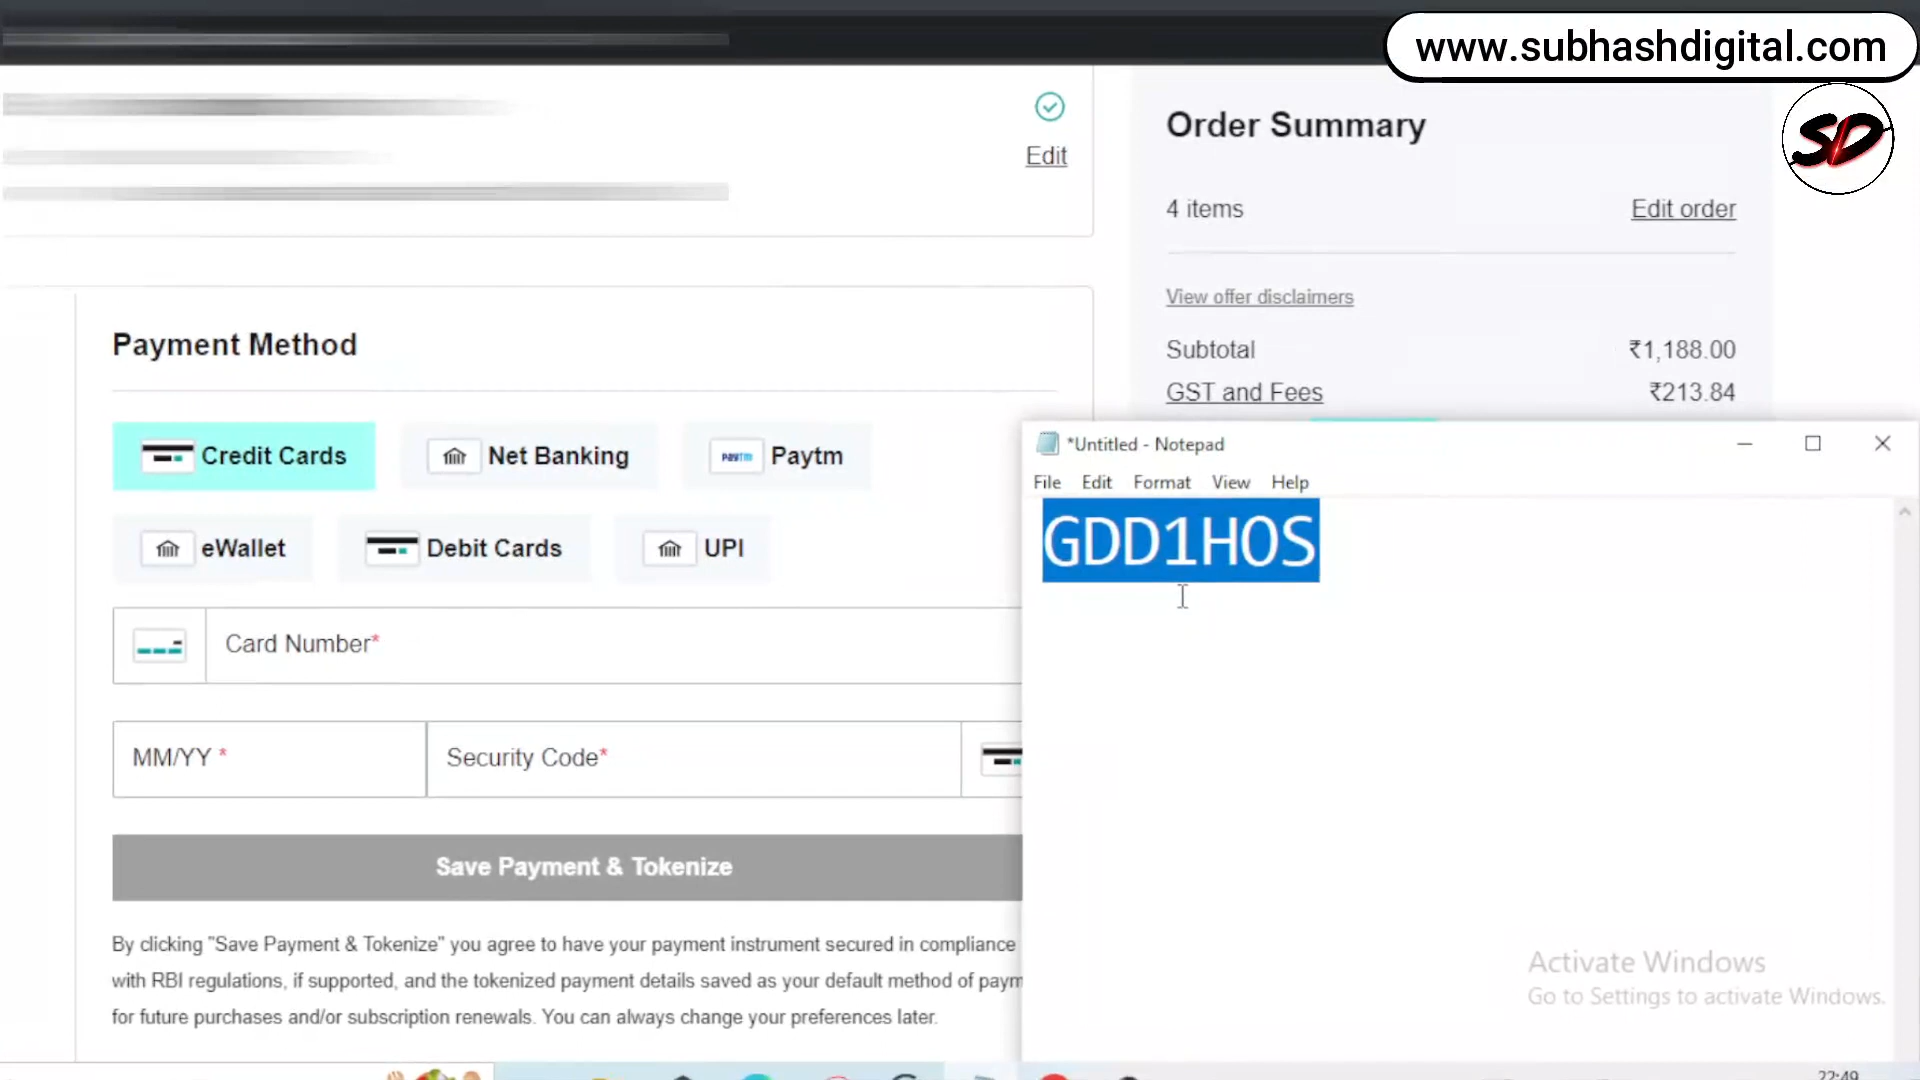 www.subhashdigital.com
SD
Edit
Order Summary
4 items
Edit order
View offer disclaimers
Subtotal ₹1,188.00
GST and Fees ₹213.84
Payment Method
Credit Cards
Net Banking
Paytm
eWallet
Debit Cards
UPI
Card Number*
MM/YY *
Security Code*
Save Payment & Tokenize
By clicking "Save Payment & Tokenize" you agree to have your payment instrument secured in compliance
with RBI regulations, if supported, and the tokenized payment details saved as your default method of paym
for future purchases and/or subscription renewals. You can always change your preferences later.
*Untitled - Notepad
File Edit Format View Help
GDD1HOS
Activate Windows
Go to Settings to activate Windows.
22:49